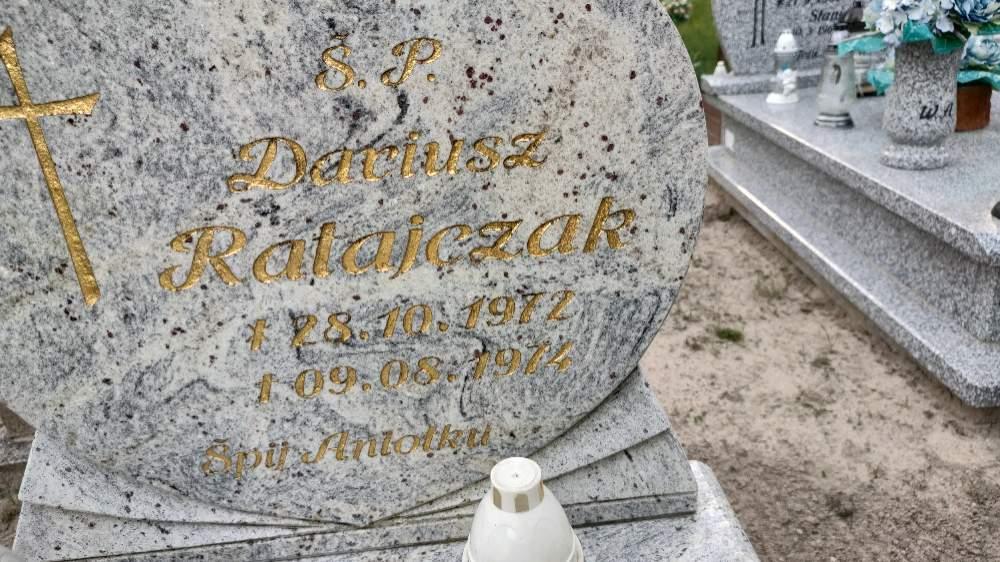 Ś. P.
Dariusz
Ratajczak
* 28.10.1972
† 09.08.1974
Śpij Aniołku
W.A